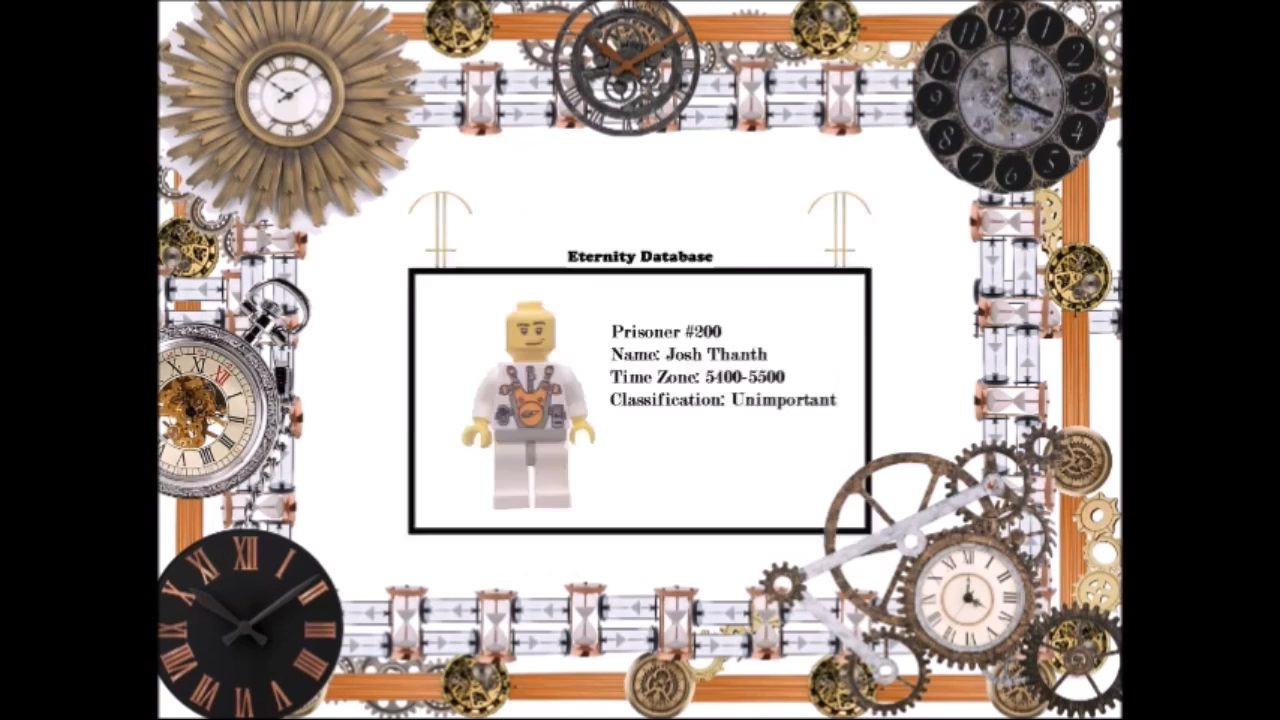 Eternity Database
Prisoner #200
Name: Josh Thanth
Time Zone: 5400-5500
Classification: Unimportant